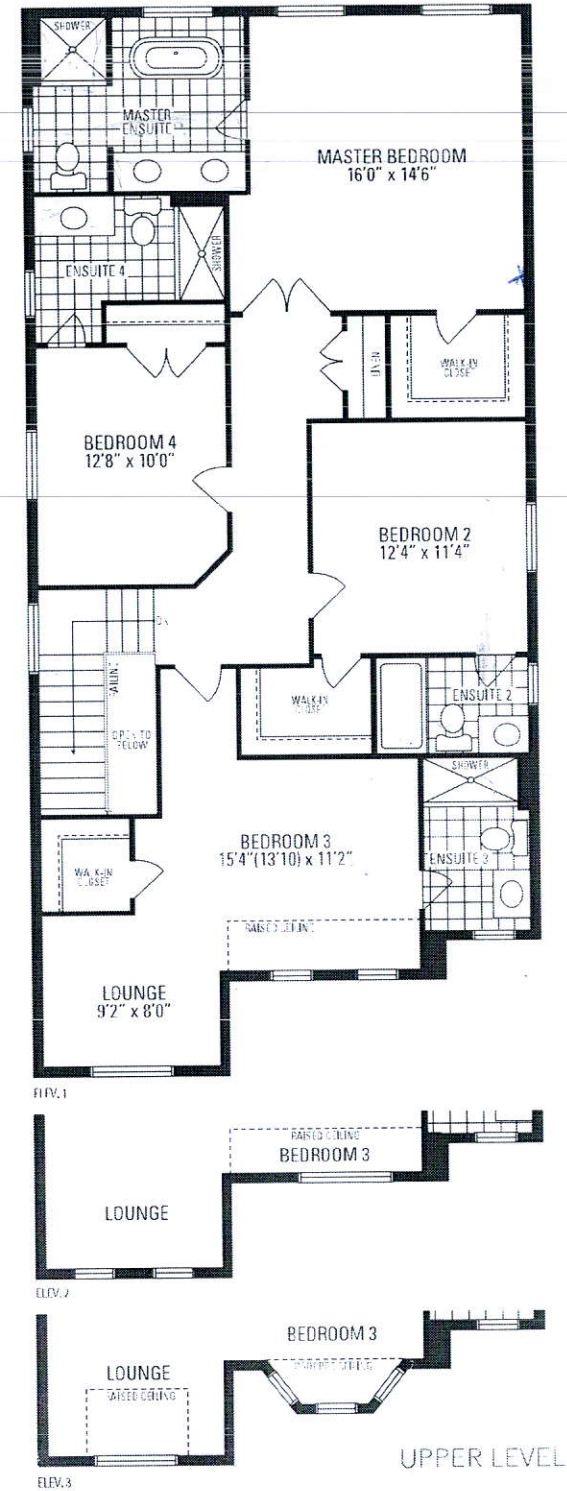 SHOWER
MASTER
ENSUITE
MASTER BEDROOM
16'0" x 14'6"
ENSUITE 4
SHOWER
LINEN
WALK-IN
CLOSET
BEDROOM 4
12'8" x 10'0"
BEDROOM 2
12'4" x 11'4"
DN
RAILING
OPEN TO
BELOW
WALK-IN
CLOSET
ENSUITE 2
SHOWER
BEDROOM 3
15'4"(13'10) x 11'2"
ENSUITE 3
WALK-IN
CLOSET
RAISED CEILING
LOUNGE
9'2" x 8'0"
ELEV. 1
RAISED CEILING
BEDROOM 3
LOUNGE
ELEV. 2
BEDROOM 3
LOUNGE
RAISED CEILING
ELEV. 3
UPPER LEVEL